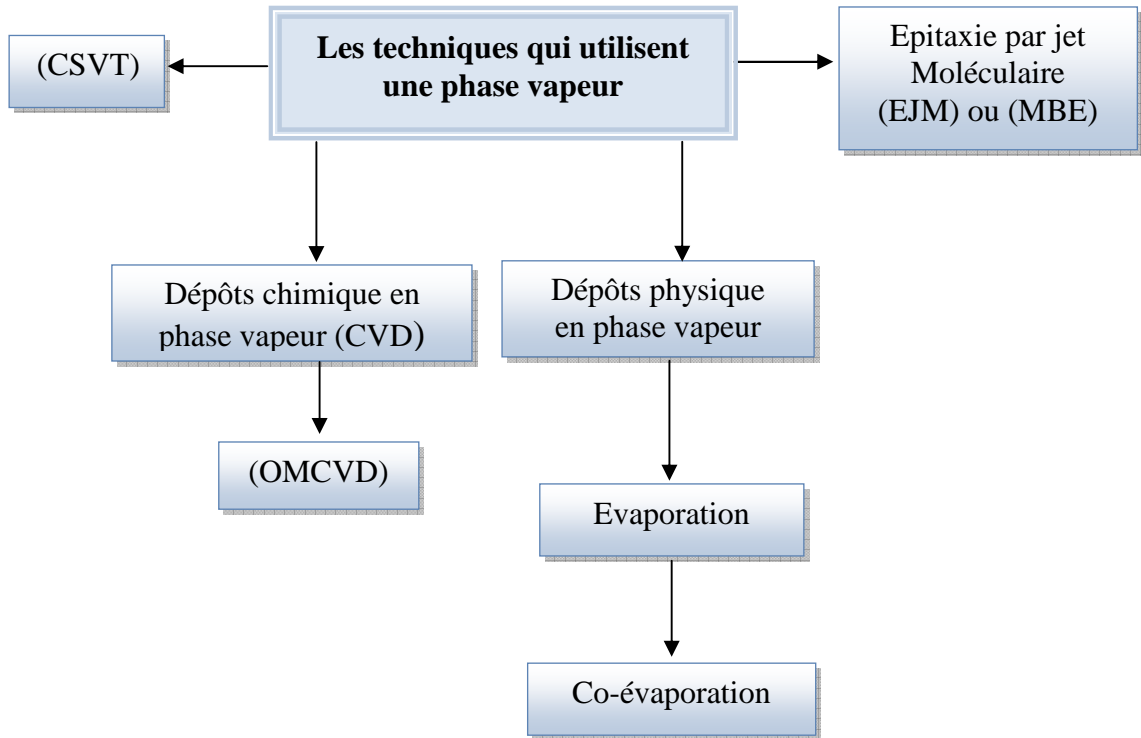 Les techniques qui utilisent
une phase vapeur
(CSVT)
Epitaxie par jet
Moléculaire
(EJM) ou (MBE)
Dépôts chimique en
phase vapeur (CVD)
Dépôts physique
en phase vapeur
(OMCVD)
Evaporation
Co-évaporation